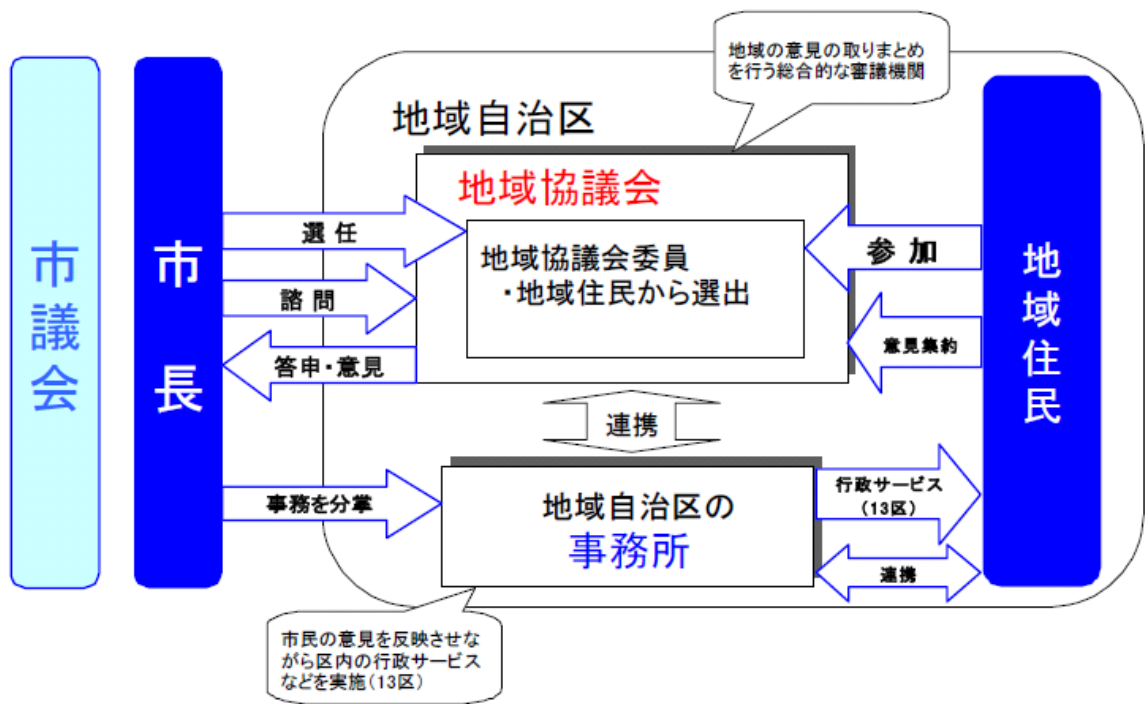 地域の意見の取りまとめ
を行う総合的な審議機関
地域自治区
市議会
市長
地域協議会
選任
諮問
答申・意見
地域協議会委員
・地域住民から選出
参加
意見集約
地域住民
連携
事務を分掌
地域自治区の
事務所
行政サービス
(13区)
連携
市民の意見を反映させな
がら区内の行政サービス
などを実施(13区)